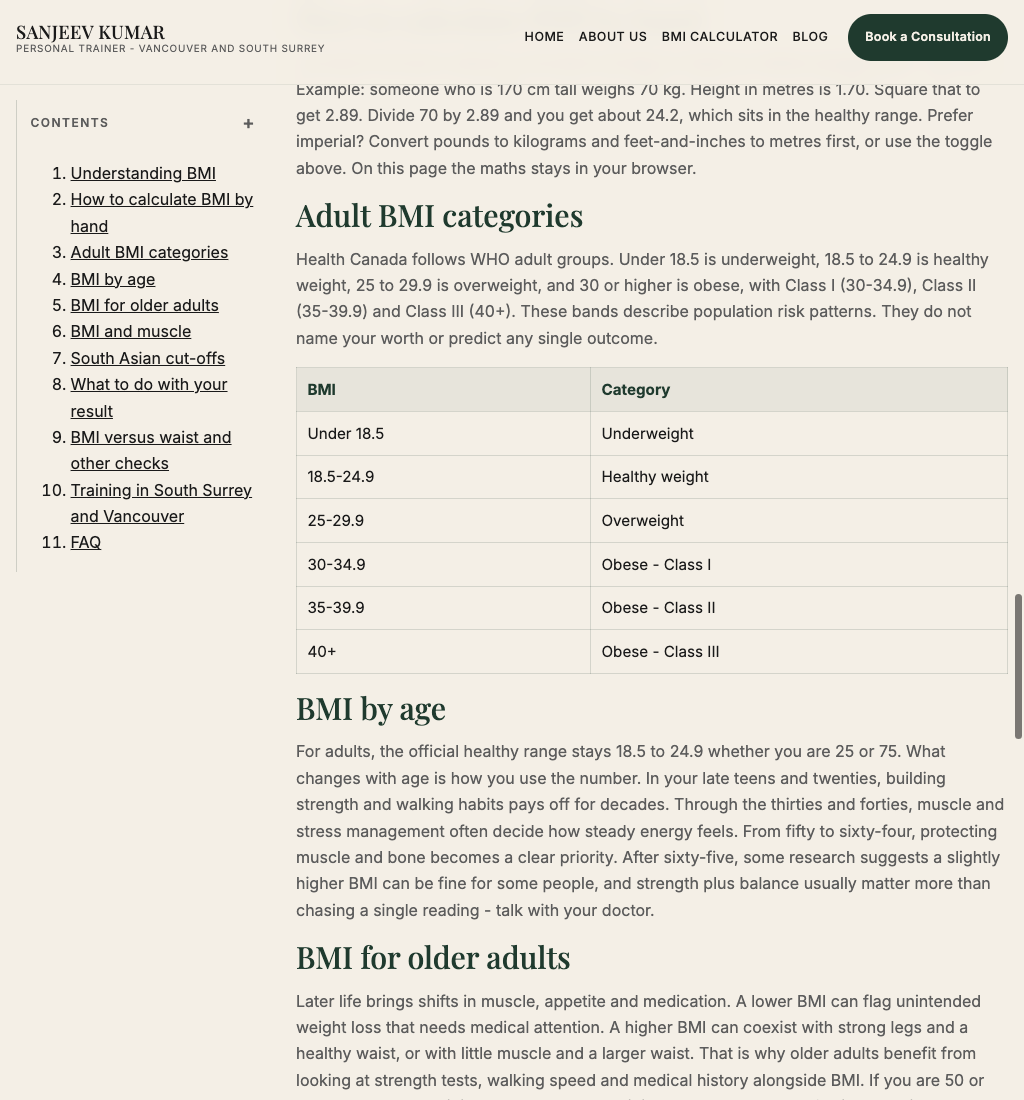 SANJEEV KUMAR
PERSONAL TRAINER - VANCOUVER AND SOUTH SURREY
HOME
ABOUT US
BMI CALCULATOR
BLOG
Book a Consultation
CONTENTS
+
1. Understanding BMI
2. How to calculate BMI by
hand
3. Adult BMI categories
4. BMI by age
5. BMI for older adults
6. BMI and muscle
7. South Asian cut-offs
8. What to do with your
result
9. BMI versus waist and
other checks
10. Training in South Surrey
and Vancouver
11. FAQ
Example: someone who is 170 cm tall weighs 70 kg. Height in metres is 1.70. Square that to
get 2.89. Divide 70 by 2.89 and you get about 24.2, which sits in the healthy range. Prefer
imperial? Convert pounds to kilograms and feet-and-inches to metres first, or use the toggle
above. On this page the maths stays in your browser.
Adult BMI categories
Health Canada follows WHO adult groups. Under 18.5 is underweight, 18.5 to 24.9 is healthy
weight, 25 to 29.9 is overweight, and 30 or higher is obese, with Class I (30-34.9), Class II
(35-39.9) and Class III (40+). These bands describe population risk patterns. They do not
name your worth or predict any single outcome.
BMI Category
Under 18.5 Underweight
18.5-24.9 Healthy weight
25-29.9 Overweight
30-34.9 Obese - Class I
35-39.9 Obese - Class II
40+ Obese - Class III
BMI by age
For adults, the official healthy range stays 18.5 to 24.9 whether you are 25 or 75. What
changes with age is how you use the number. In your late teens and twenties, building
strength and walking habits pays off for decades. Through the thirties and forties, muscle and
stress management often decide how steady energy feels. From fifty to sixty-four, protecting
muscle and bone becomes a clear priority. After sixty-five, some research suggests a slightly
higher BMI can be fine for some people, and strength plus balance usually matter more than
chasing a single reading - talk with your doctor.
BMI for older adults
Later life brings shifts in muscle, appetite and medication. A lower BMI can flag unintended
weight loss that needs medical attention. A higher BMI can coexist with strong legs and a
healthy waist, or with little muscle and a larger waist. That is why older adults benefit from
looking at strength tests, walking speed and medical history alongside BMI. If you are 50 or